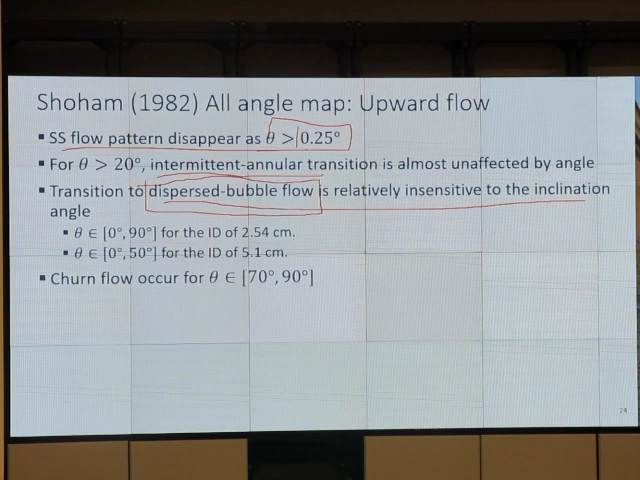 Shoham (1982) All angle map: Upward flow
▪ SS flow pattern disappear as θ > 0.25°
▪ For θ > 20°, intermittent-annular transition is almost unaffected by angle
▪ Transition to dispersed-bubble flow is relatively insensitive to the inclination
angle
▪ θ ∈ [0°, 90°] for the ID of 2.54 cm.
▪ θ ∈ [0°, 50°] for the ID of 5.1 cm.
▪ Churn flow occur for θ ∈ [70°, 90°]
24